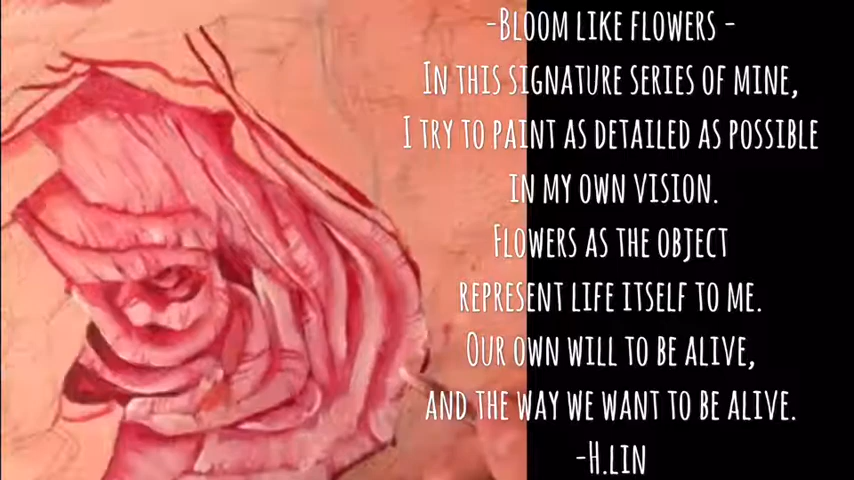 -Bloom like flowers -
In this signature series of mine,
I try to paint as detailed as possible
in my own vision.
Flowers as the object
represent life itself to me.
Our own will to be alive,
and the way we want to be alive.
-H.Lin